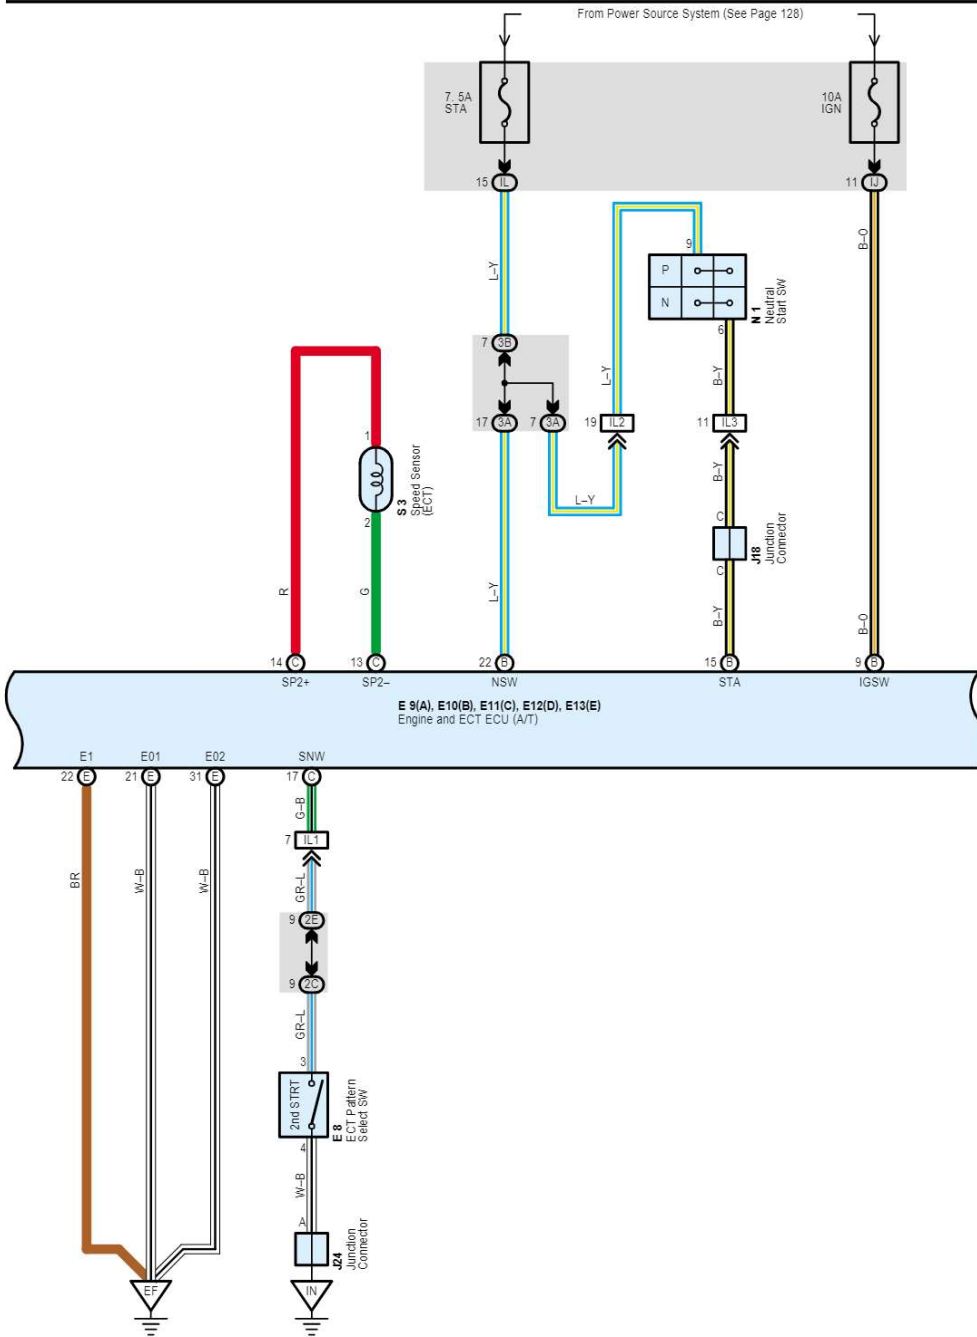 From Power Source System (See Page 128)
7. 5A
STA
10A
IGN
15 IL
11 IJ
L–Y
B–O
9
P
N
N 1
Neutral
Start SW
6
7 3B
L–Y
B–Y
17 3A
7 3A
19 IL2
11 IL3
1
S 3
Speed Sensor
(ECT)
2
L–Y
B–Y
C
J18
Junction
Connector
C
R
G
L–Y
B–Y
B–O
14 C
13 C
22 B
15 B
9 B
SP2+
SP2–
NSW
STA
IGSW
E 9(A), E10(B), E11(C), E12(D), E13(E)
Engine and ECT ECU (A/T)
E1
E01
E02
SNW
22 E
21 E
31 E
17 C
G–B
7 IL1
BR
W–B
W–B
GR–L
9 2E
9 2C
GR–L
3
2nd STRT
E 8
ECT Pattern
Select SW
4
W–B
A
J24
Junction
Connector
EF
IN